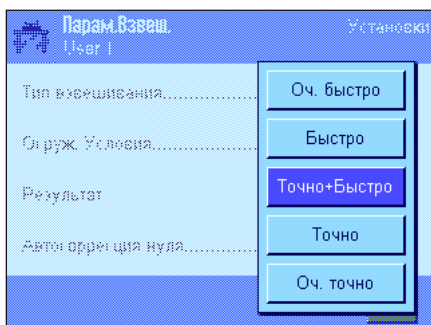 Парам.Взвеш.
Установки
User 1
Тип взвешивания
Оч. быстро
Огруж. Условия
Быстро
Результат
Точно+Быстро
Автокоррекция нуля
Точно
Оч. точно